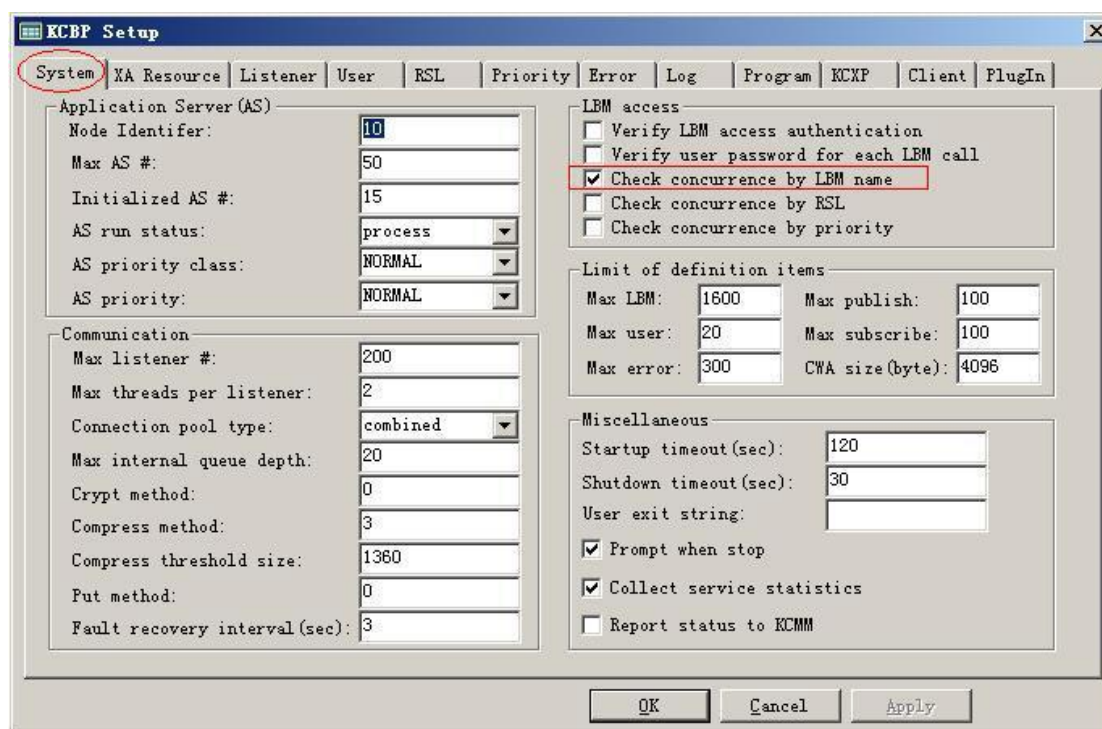 KCBP Setup
System XA Resource Listener User RSL Priority Error Log Program KCXP Client PlugIn
Application Server(AS)
Node Identifer: 10
Max AS #: 50
Initialized AS #: 15
AS run status: process
AS priority class: NORMAL
AS priority: NORMAL
Communication
Max listener #: 200
Max threads per listener: 2
Connection pool type: combined
Max internal queue depth: 20
Crypt method: 0
Compress method: 3
Compress threshold size: 1360
Put method: 0
Fault recovery interval(sec): 3
LBM access
Verify LBM access authentication
Verify user password for each LBM call
Check concurrence by LBM name
Check concurrence by RSL
Check concurrence by priority
Limit of definition items
Max LBM: 1600 Max publish: 100
Max user: 20 Max subscribe: 100
Max error: 300 CWA size(byte): 4096
Miscellaneous
Startup timeout(sec): 120
Shutdown timeout(sec): 30
User exit string:
Prompt when stop
Collect service statistics
Report status to KCMM
OK Cancel Apply